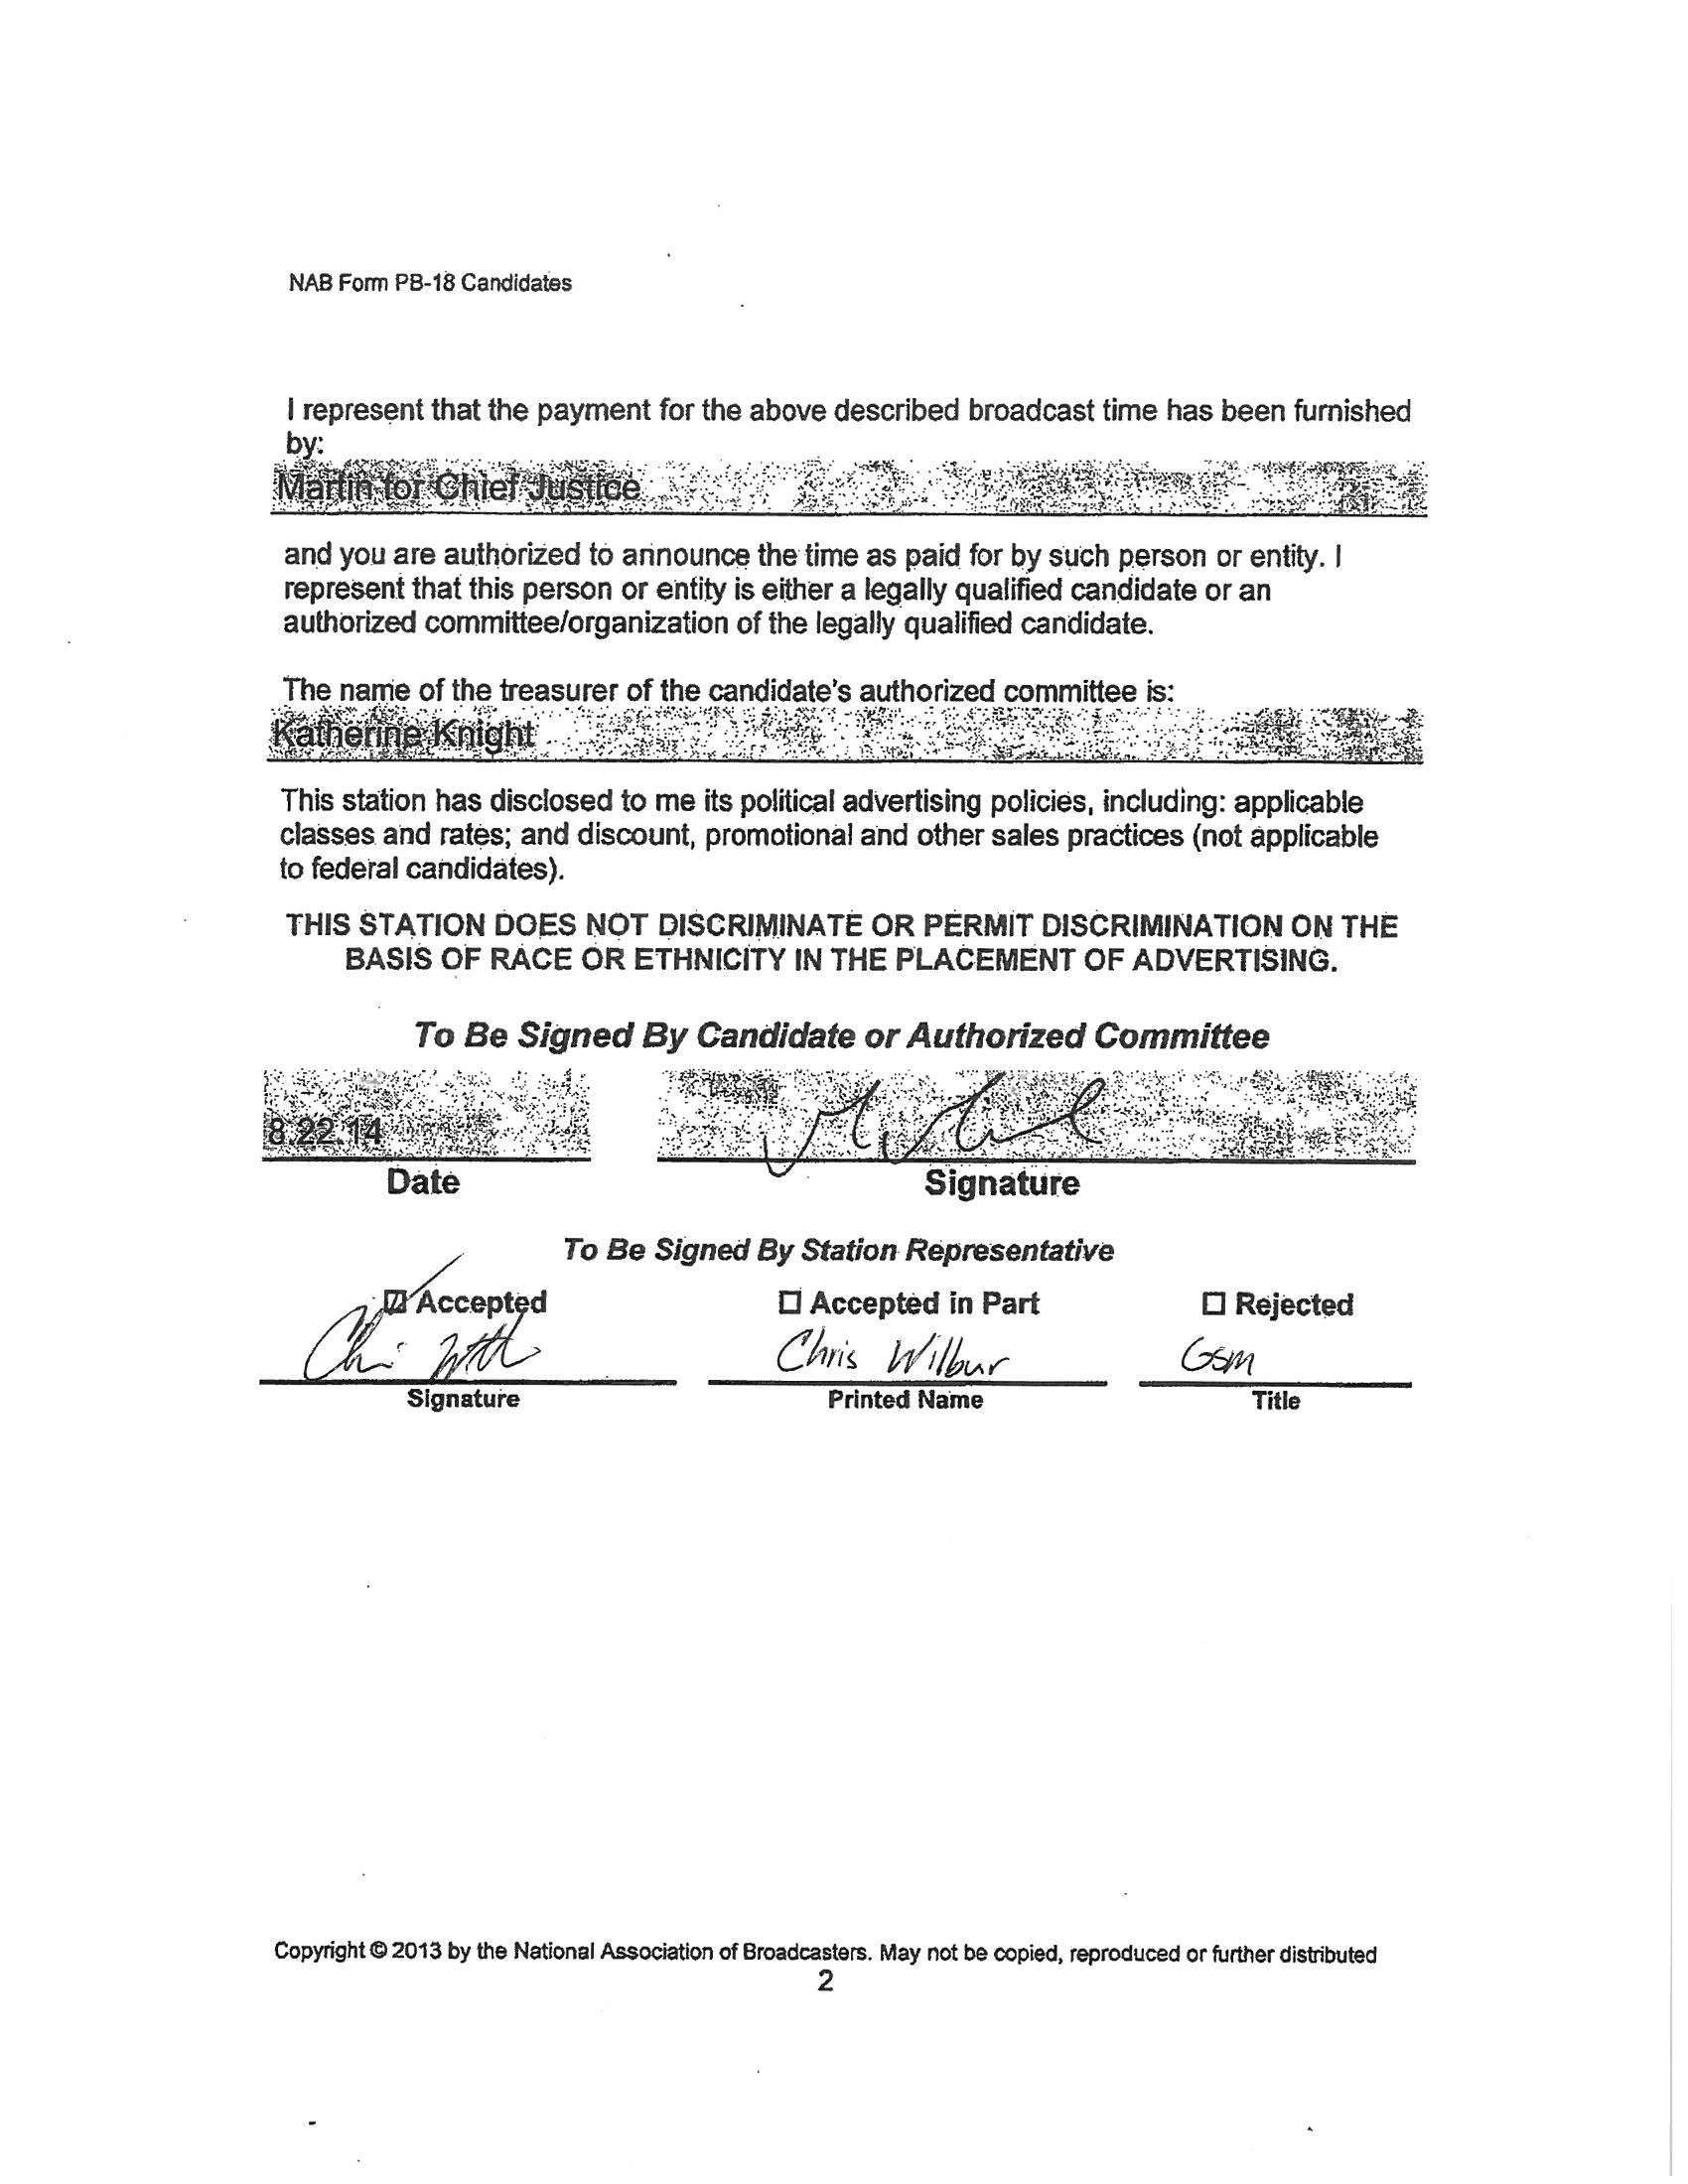 NAB Form PB-18 Candidates
I represent that the payment for the above described broadcast time has been furnished
by:
Martin for Chief Justice
and you are authorized to announce the time as paid for by such person or entity. I
represent that this person or entity is either a legally qualified candidate or an
authorized committee/organization of the legally qualified candidate.
The name of the treasurer of the candidate's authorized committee is:
Katherine Knight
This station has disclosed to me its political advertising policies, including: applicable
classes and rates; and discount, promotional and other sales practices (not applicable
to federal candidates).
THIS STATION DOES NOT DISCRIMINATE OR PERMIT DISCRIMINATION ON THE
BASIS OF RACE OR ETHNICITY IN THE PLACEMENT OF ADVERTISING.
To Be Signed By Candidate or Authorized Committee
8.22.14
Date Signature
To Be Signed By Station Representative
Accepted Accepted in Part Rejected
Chris Wilbur GSM
Signature Printed Name Title
Copyright © 2013 by the National Association of Broadcasters. May not be copied, reproduced or further distributed
2